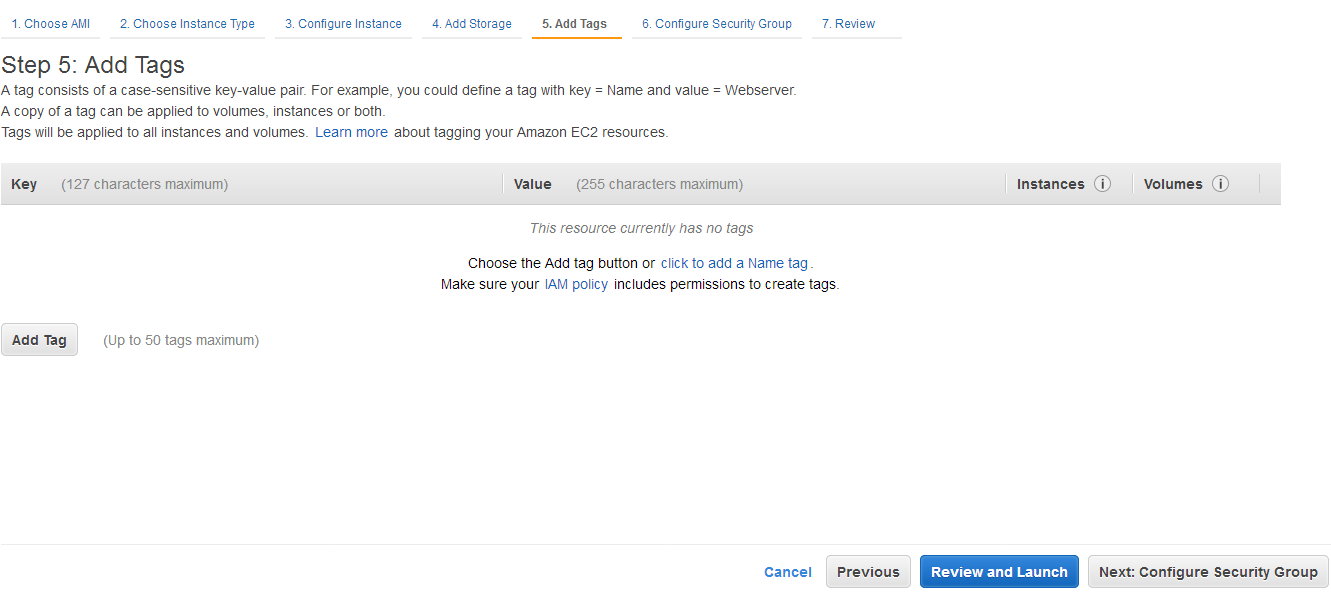 1. Choose AMI 2. Choose Instance Type 3. Configure Instance 4. Add Storage 5. Add Tags 6. Configure Security Group 7. Review
Step 5: Add Tags
A tag consists of a case-sensitive key-value pair. For example, you could define a tag with key = Name and value = Webserver.
A copy of a tag can be applied to volumes, instances or both.
Tags will be applied to all instances and volumes. Learn more about tagging your Amazon EC2 resources.
Key (127 characters maximum) Value (255 characters maximum) Instances i Volumes i
This resource currently has no tags
Choose the Add tag button or click to add a Name tag.
Make sure your IAM policy includes permissions to create tags.
Add Tag (Up to 50 tags maximum)
Cancel Previous Review and Launch Next: Configure Security Group